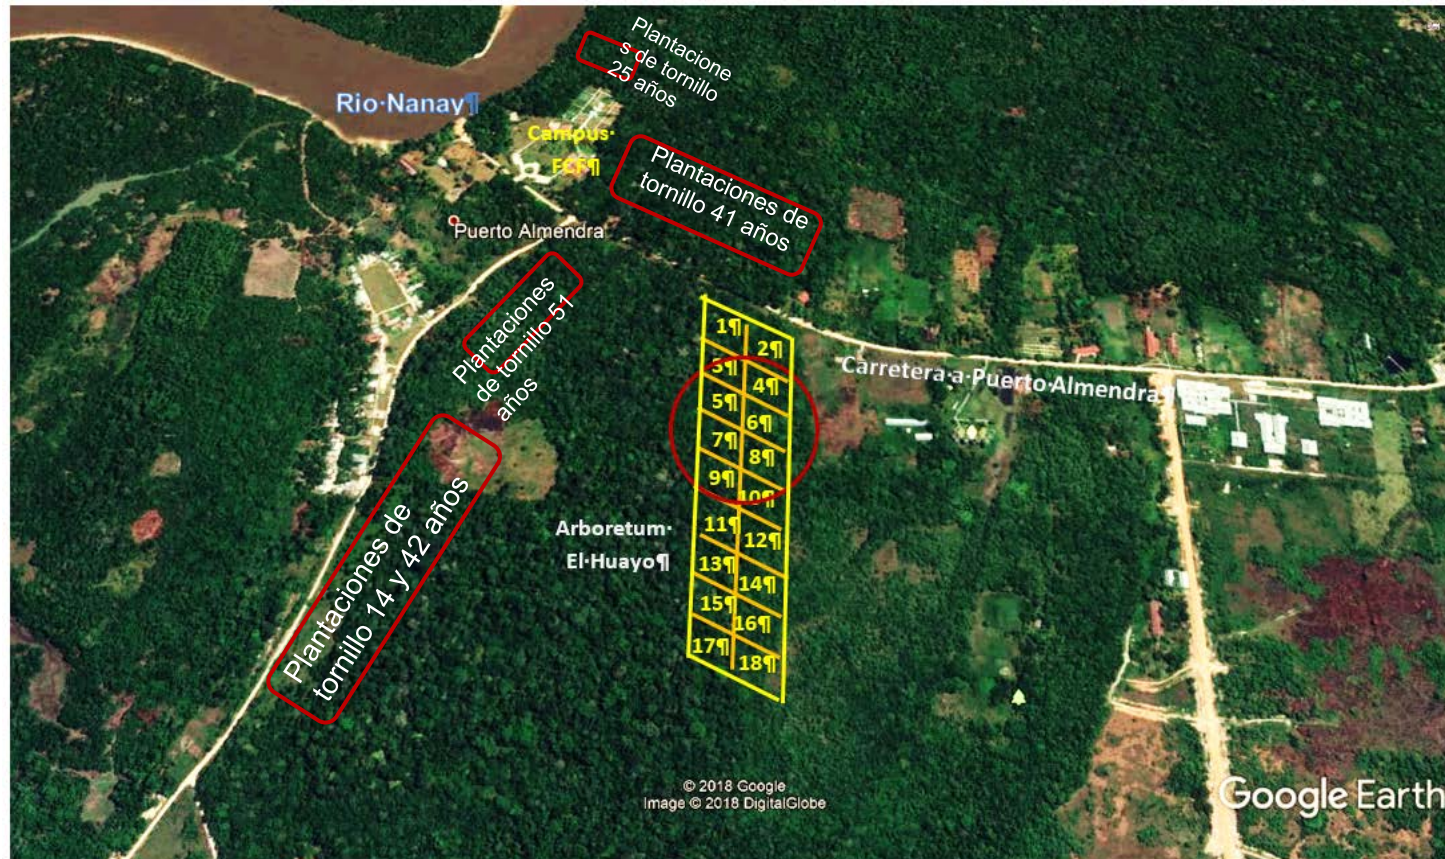 Plantacione
s de tornillo
25 años
Rio·Nanay¶
Campus·
FCF¶
Plantaciones de
tornillo 41 años
Puerto Almendra
Plantaciones
de tornillo 51
años
1¶
2¶
3¶
4¶
5¶
6¶
7¶
8¶
9¶
10¶
11¶
12¶
13¶
14¶
15¶
16¶
17¶
18¶
Carretera·a·Puerto·Almendra¶
Plantaciones de
tornillo 14 y 42 años
Arboretum·
El·Huayo¶
© 2018 Google
Image © 2018 DigitalGlobe
Google Earth